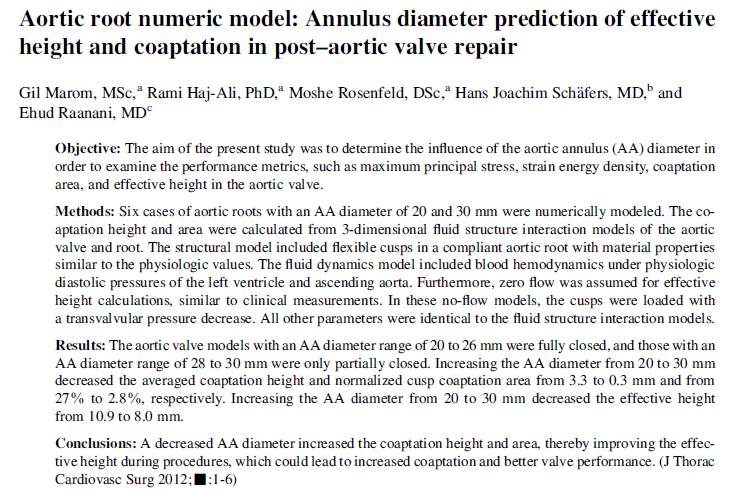 Aortic root numeric model: Annulus diameter prediction of effective
height and coaptation in post–aortic valve repair
Gil Marom, MSc,a Rami Haj-Ali, PhD,a Moshe Rosenfeld, DSc,a Hans Joachim Schäfers, MD,b and
Ehud Raanani, MDc
Objective: The aim of the present study was to determine the influence of the aortic annulus (AA) diameter in
order to examine the performance metrics, such as maximum principal stress, strain energy density, coaptation
area, and effective height in the aortic valve.
Methods: Six cases of aortic roots with an AA diameter of 20 and 30 mm were numerically modeled. The co-
aptation height and area were calculated from 3-dimensional fluid structure interaction models of the aortic
valve and root. The structural model included flexible cusps in a compliant aortic root with material properties
similar to the physiologic values. The fluid dynamics model included blood hemodynamics under physiologic
diastolic pressures of the left ventricle and ascending aorta. Furthermore, zero flow was assumed for effective
height calculations, similar to clinical measurements. In these no-flow models, the cusps were loaded with
a transvalvular pressure decrease. All other parameters were identical to the fluid structure interaction models.
Results: The aortic valve models with an AA diameter range of 20 to 26 mm were fully closed, and those with an
AA diameter range of 28 to 30 mm were only partially closed. Increasing the AA diameter from 20 to 30 mm
decreased the averaged coaptation height and normalized cusp coaptation area from 3.3 to 0.3 mm and from
27% to 2.8%, respectively. Increasing the AA diameter from 20 to 30 mm decreased the effective height
from 10.9 to 8.0 mm.
Conclusions: A decreased AA diameter increased the coaptation height and area, thereby improving the effec-
tive height during procedures, which could lead to increased coaptation and better valve performance. (J Thorac
Cardiovasc Surg 2012;■:1-6)